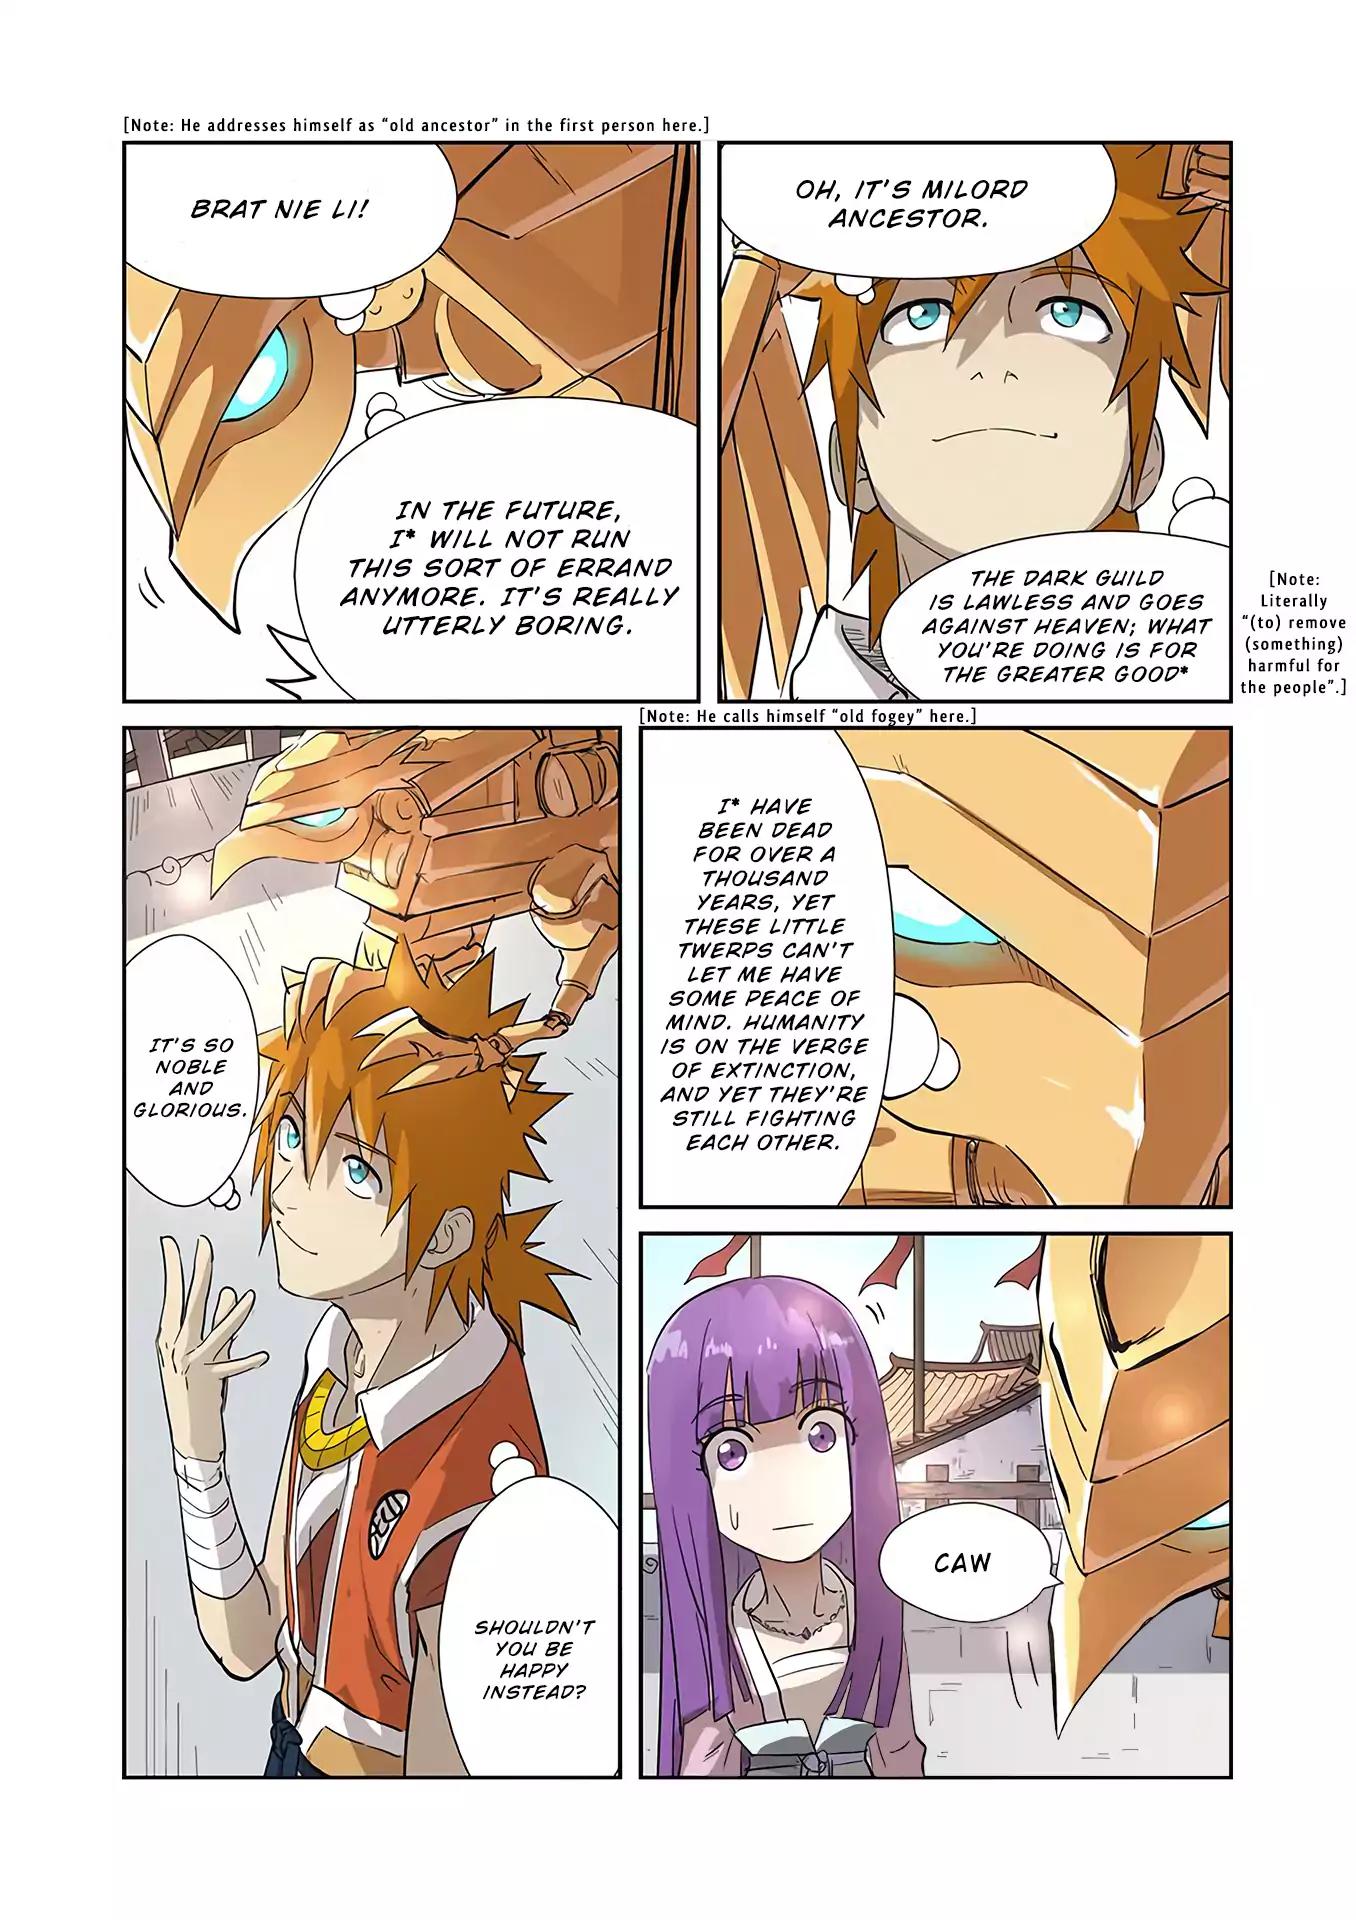 [Note: He addresses himself as “old ancestor” in the first person here.]
BRAT NIE LI!
IN THE FUTURE,
I* WILL NOT RUN
THIS SORT OF ERRAND
ANYMORE. IT'S REALLY
UTTERLY BORING.
OH, IT'S MILORD
ANCESTOR.
THE DARK GUILD
IS LAWLESS AND GOES
AGAINST HEAVEN; WHAT
YOU'RE DOING IS FOR
THE GREATER GOOD*
[Note:
Literally
“(to) remove
(something)
harmful for
the people”.]
IT'S SO
NOBLE
AND
GLORIOUS.
SHOULDN'T
YOU BE
HAPPY
INSTEAD?
[Note: He calls himself “old fogey” here.]
I* HAVE
BEEN DEAD
FOR OVER A
THOUSAND
YEARS, YET
THESE LITTLE
TWERPS CAN'T
LET ME HAVE
SOME PEACE OF
MIND. HUMANITY
IS ON THE VERGE
OF EXTINCTION,
AND YET THEY'RE
STILL FIGHTING
EACH OTHER.
CAW